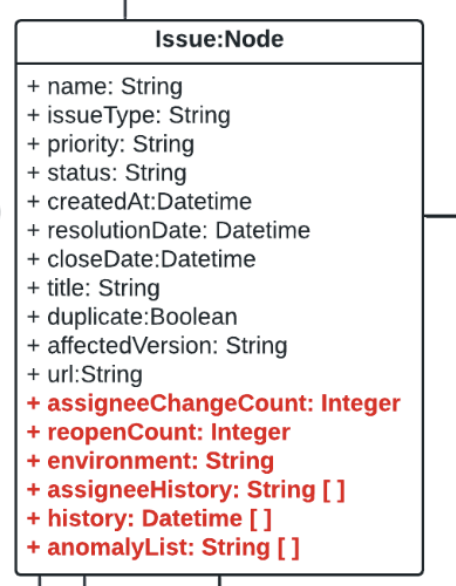 Issue:Node
+ name: String
+ issueType: String
+ priority: String
+ status: String
+ createdAt:Datetime
+ resolutionDate: Datetime
+ closeDate:Datetime
+ title: String
+ duplicate:Boolean
+ affectedVersion: String
+ url:String
+ assigneeChangeCount: Integer
+ reopenCount: Integer
+ environment: String
+ assigneeHistory: String [ ]
+ history: Datetime [ ]
+ anomalyList: String [ ]